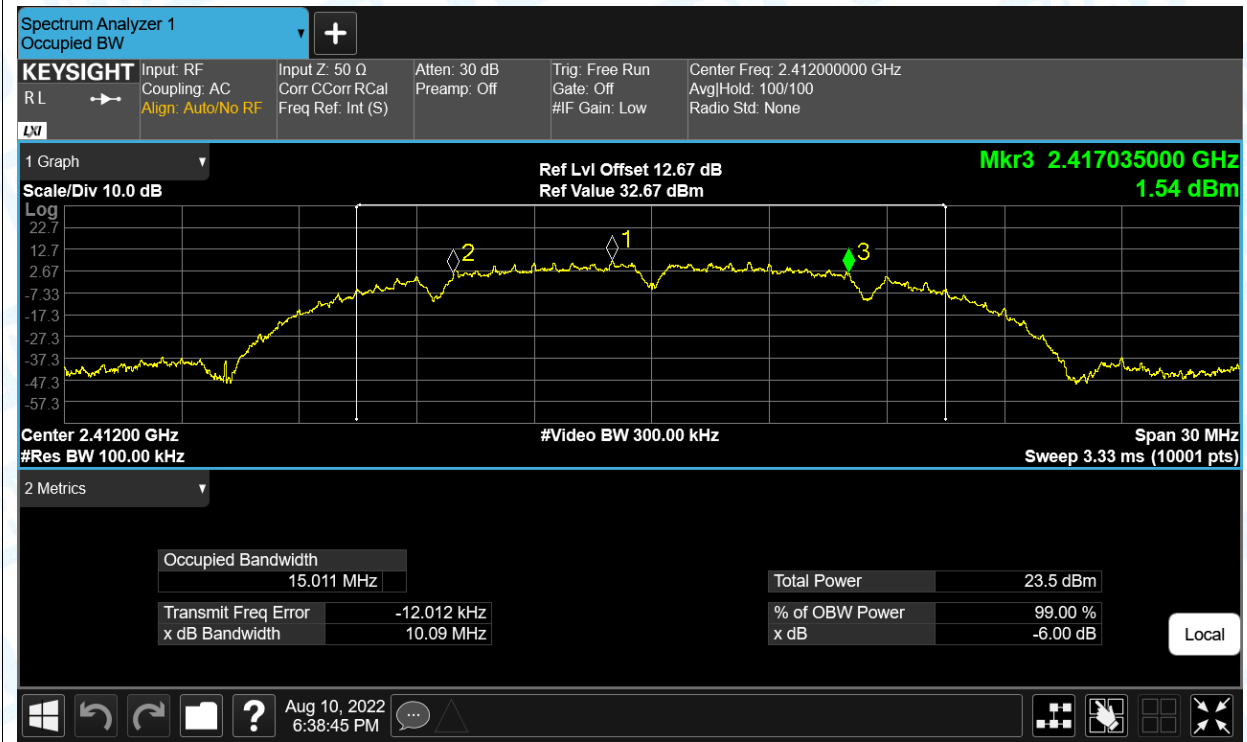 Spectrum Analyzer 1
Occupied BW
KEYSIGHT
R L
LXI
Input: RF
Coupling: AC
Align: Auto/No RF
Input Z: 50 Ω
Corr CCorr RCal
Freq Ref: Int (S)
Atten: 30 dB
Preamp: Off
Trig: Free Run
Gate: Off
#IF Gain: Low
Center Freq: 2.412000000 GHz
Avg|Hold: 100/100
Radio Std: None
1 Graph
Scale/Div 10.0 dB
Ref Lvl Offset 12.67 dB
Ref Value 32.67 dBm
Mkr3 2.417035000 GHz
1.54 dBm
Log
22.7
12.7
2.67
-7.33
-17.3
-27.3
-37.3
-47.3
-57.3
2
1
3
Center 2.41200 GHz
#Res BW 100.00 kHz
#Video BW 300.00 kHz
Span 30 MHz
Sweep 3.33 ms (10001 pts)
2 Metrics
Occupied Bandwidth
15.011 MHz
Transmit Freq Error -12.012 kHz
x dB Bandwidth 10.09 MHz
Total Power 23.5 dBm
% of OBW Power 99.00 %
x dB -6.00 dB
Local
?
Aug 10, 2022
6:38:45 PM